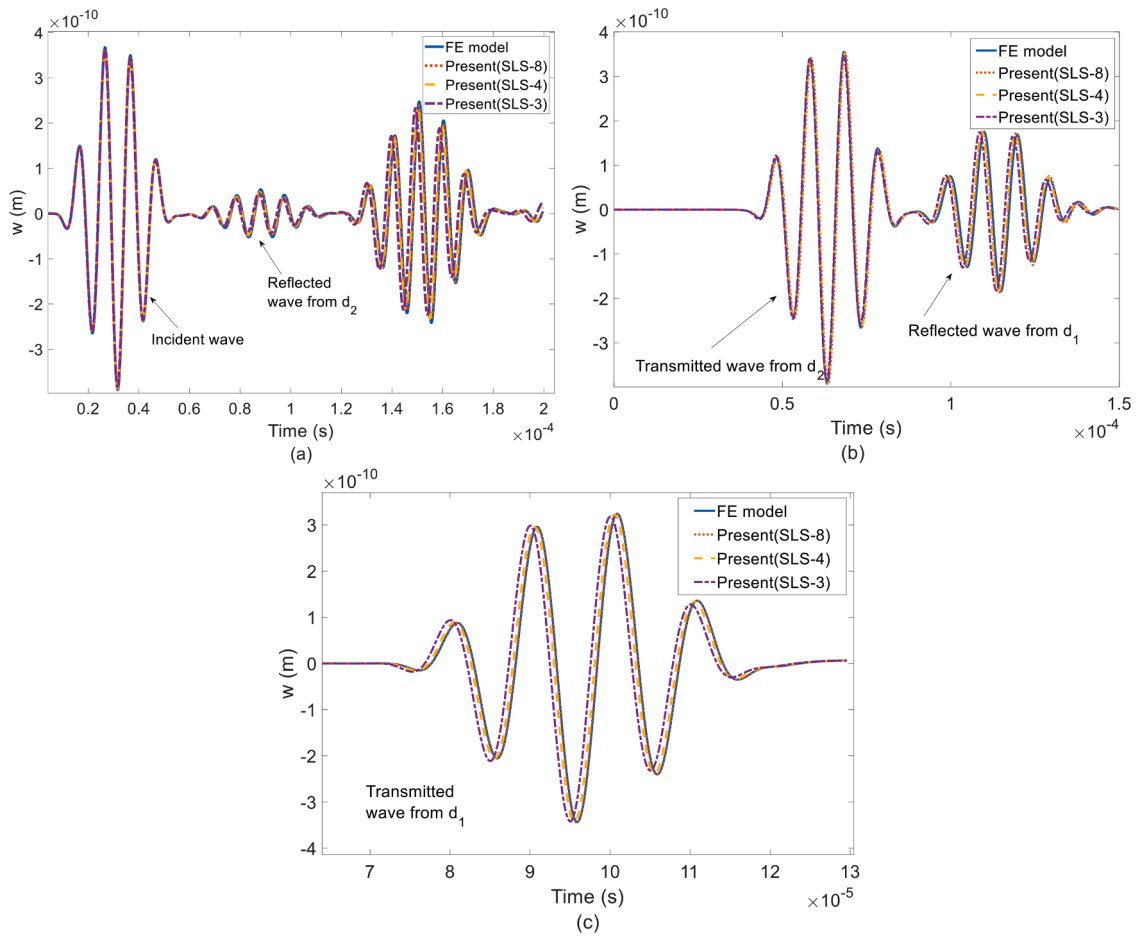 ×10⁻¹⁰
4
3
2
1
0
-1
-2
-3
w (m)
FE model
Present(SLS-8)
Present(SLS-4)
Present(SLS-3)
Reflected
wave from d₂
Incident wave
0.2 0.4 0.6 0.8 1 1.2 1.4 1.6 1.8 2
Time (s)
×10⁻⁴
(a)
×10⁻¹⁰
4
3
2
1
0
-1
-2
-3
w (m)
FE model
Present(SLS-8)
Present(SLS-4)
Present(SLS-3)
Transmitted wave from d₂
Reflected wave from d₁
0 0.5 1 1.5
Time (s)
×10⁻⁴
(b)
×10⁻¹⁰
3
2
1
0
-1
-2
-3
-4
w (m)
FE model
Present(SLS-8)
Present(SLS-4)
Present(SLS-3)
Transmitted
wave from d₁
7 8 9 10 11 12 13
Time (s)
×10⁻⁵
(c)